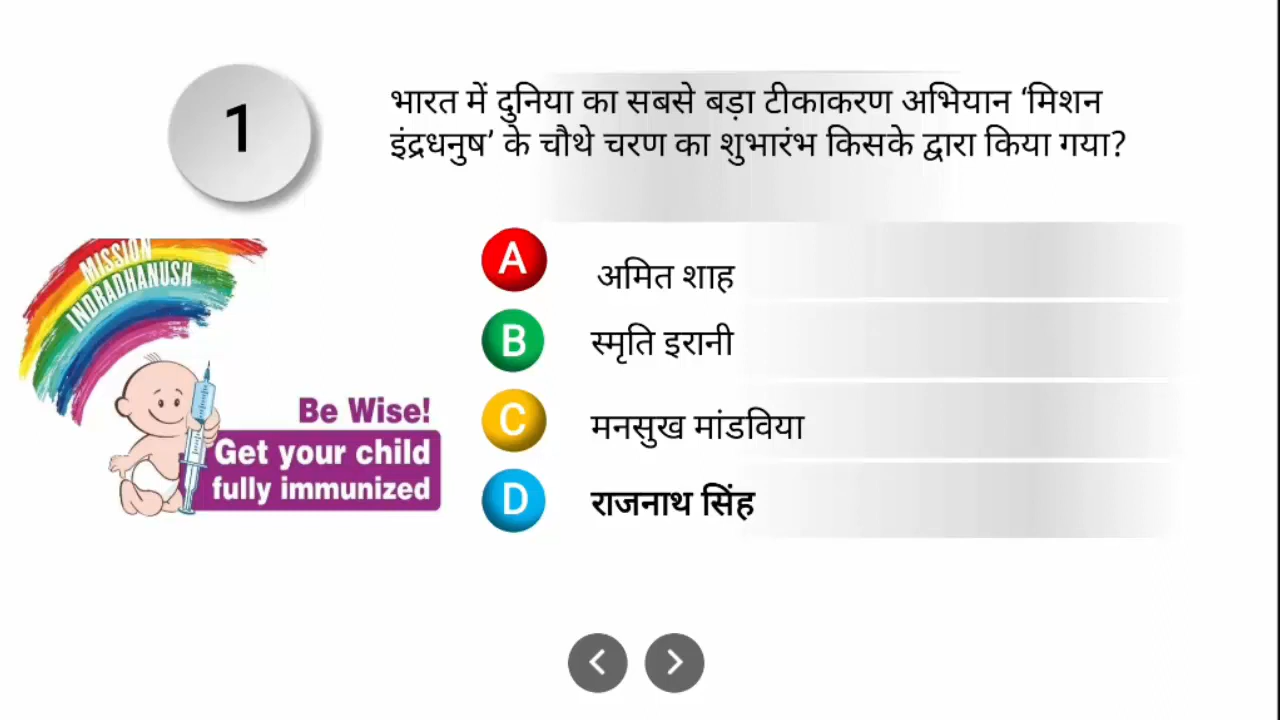 1
भारत में दुनिया का सबसे बड़ा टीकाकरण अभियान ‘मिशन
इंद्रधनुष’ के चौथे चरण का शुभारंभ किसके द्वारा किया गया?
MISSION
INDRADHANUSH
Be Wise!
Get your child
fully immunized
A अमित शाह
B स्मृति इरानी
C मनसुख मांडविया
D राजनाथ सिंह